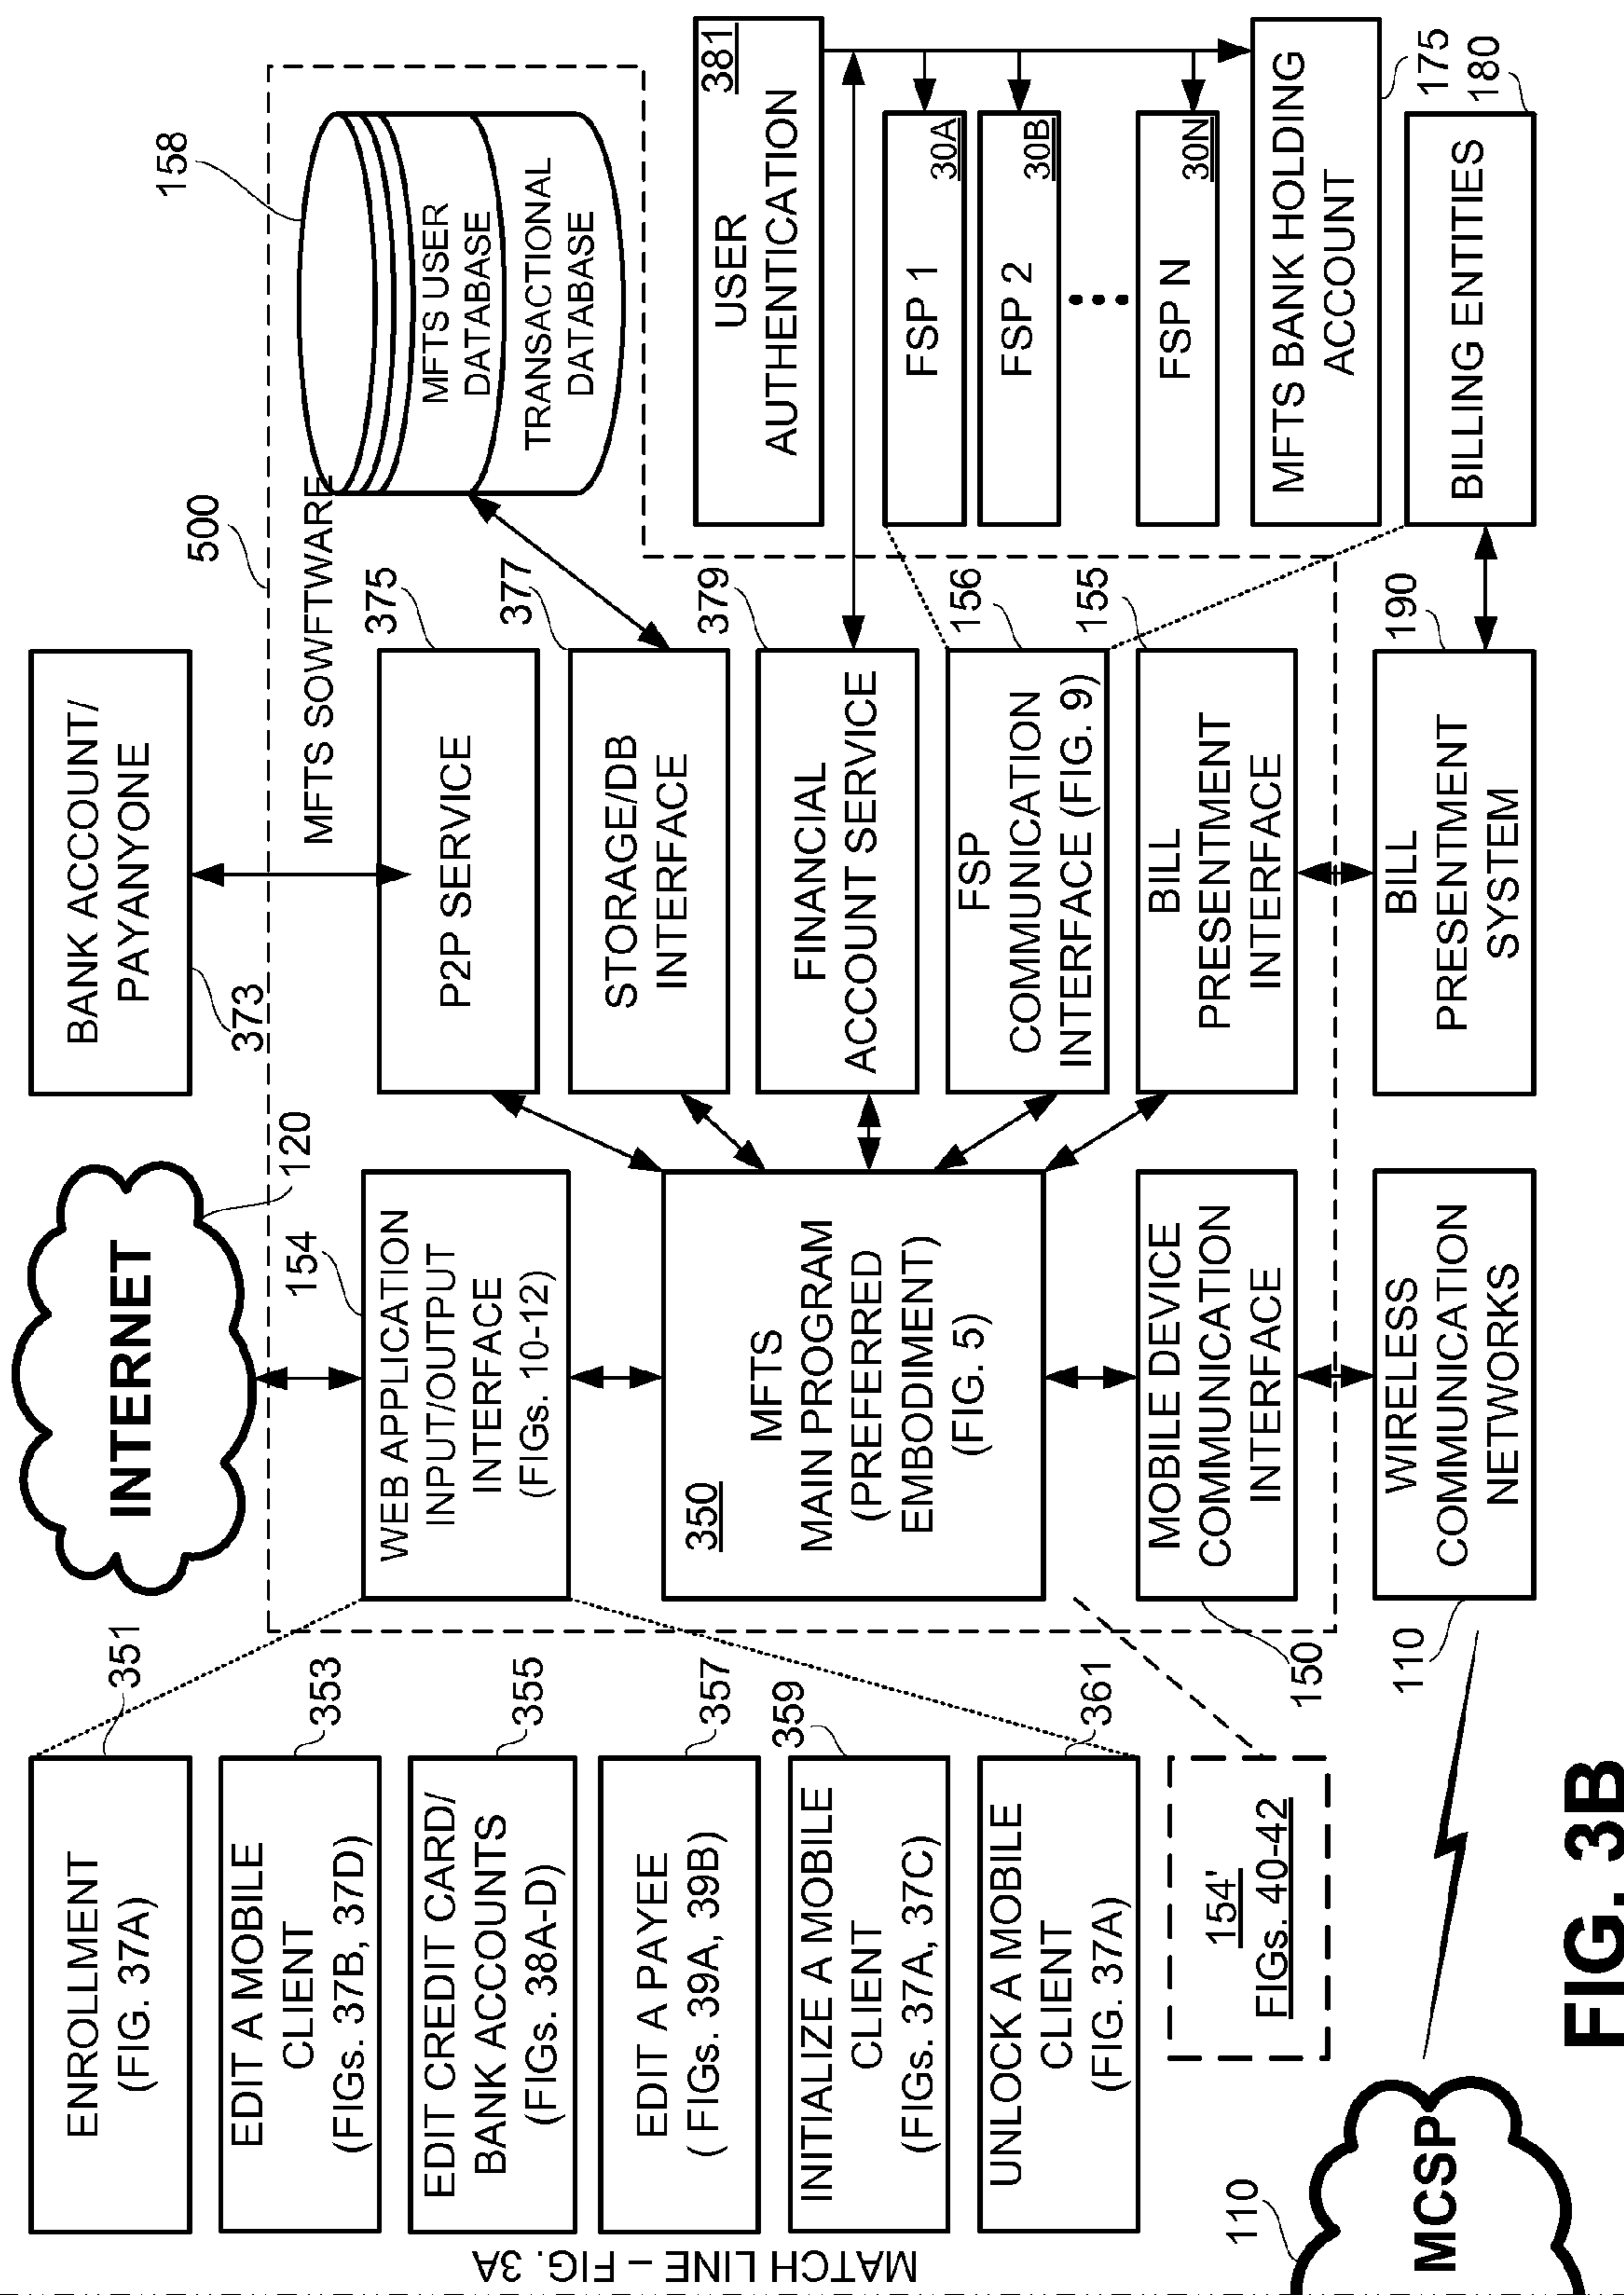 MATCH LINE – FIG. 3A
ENROLLMENT
(FIG. 37A)
351
EDIT A MOBILE
CLIENT
(FIGs. 37B, 37D)
353
EDIT CREDIT CARD/
BANK ACCOUNTS
(FIGs. 38A-D)
355
EDIT A PAYEE
( FIGs. 39A, 39B)
357
INITIALIZE A MOBILE
CLIENT
(FIGs. 37A, 37C)
359
UNLOCK A MOBILE
CLIENT
(FIG. 37A)
361
154'
FIGs. 40-42
110
MCSP
INTERNET
120
154
WEB APPLICATION
INPUT/OUTPUT
INTERFACE
(FIGs. 10-12)
350
MFTS
MAIN PROGRAM
(PREFERRED
EMBODIMENT)
(FIG. 5)
MOBILE DEVICE
COMMUNICATION
INTERFACE
150
WIRELESS
COMMUNICATION
NETWORKS
110
BANK ACCOUNT/
PAYANYONE
373
500
MFTS SOWFTWARE
P2P SERVICE
375
STORAGE/DB
INTERFACE
377
FINANCIAL
ACCOUNT SERVICE
379
FSP
COMMUNICATION
INTERFACE (FIG. 9)
156
BILL
PRESENTMENT
INTERFACE
155
BILL
PRESENTMENT
SYSTEM
190
158
MFTS USER
DATABASE
TRANSACTIONAL
DATABASE
USER
AUTHENTICATION
381
FSP 1
30A
FSP 2
30B
FSP N
30N
MFTS BANK HOLDING
ACCOUNT
175
BILLING ENTITIES
180
FIG. 3B